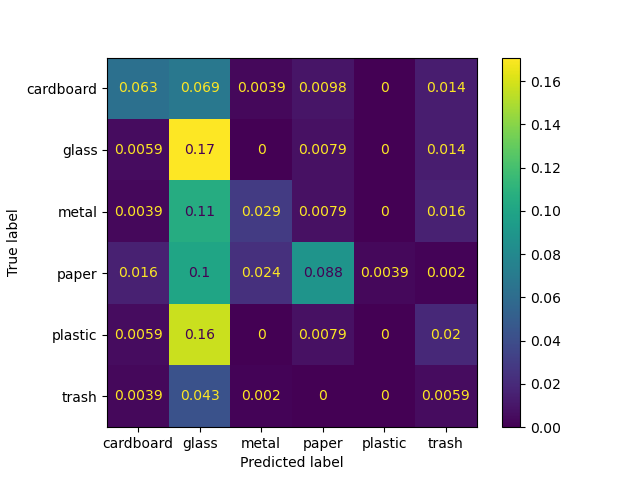 cardboard 0.063 0.069 0.0039 0.0098 0 0.014
glass 0.0059 0.17 0 0.0079 0 0.014
metal 0.0039 0.11 0.029 0.0079 0 0.016
paper 0.016 0.1 0.024 0.088 0.0039 0.002
plastic 0.0059 0.16 0 0.0079 0 0.02
trash 0.0039 0.043 0.002 0 0 0.0059
True label
cardboard glass metal paper plastic trash
Predicted label
0.16
0.14
0.12
0.10
0.08
0.06
0.04
0.02
0.00